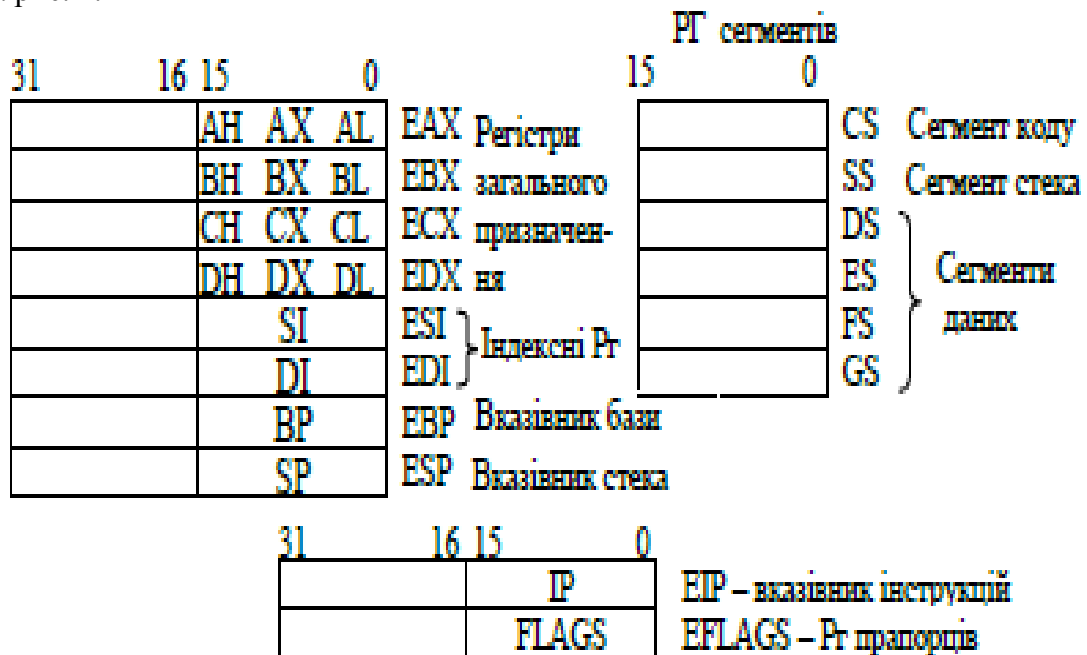 РГ сегментів
31 16 15 0
15 0
AH AX AL EAX Регістри
BH BX BL EBX загального
CH CX CL ECX призначен-
DH DX DL EDX ня
SI ESI
DI EDI
Індексні Рг
BP EBP Вказівник бази
SP ESP Вказівник стека
CS Сегмент коду
SS Сегмент стека
DS
ES
FS
GS
Сегменти
даних
31 16 15 0
IP EIP – вказівник інструкцій
FLAGS EFLAGS – Рг прапорців